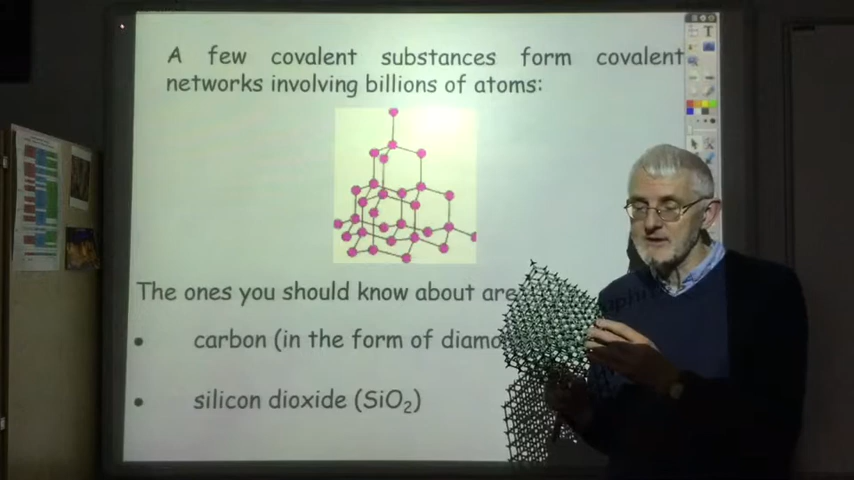 A few covalent substances form covalent
networks involving billions of atoms:
The ones you should know about are
carbon (in the form of
silicon dioxide (SiO₂)